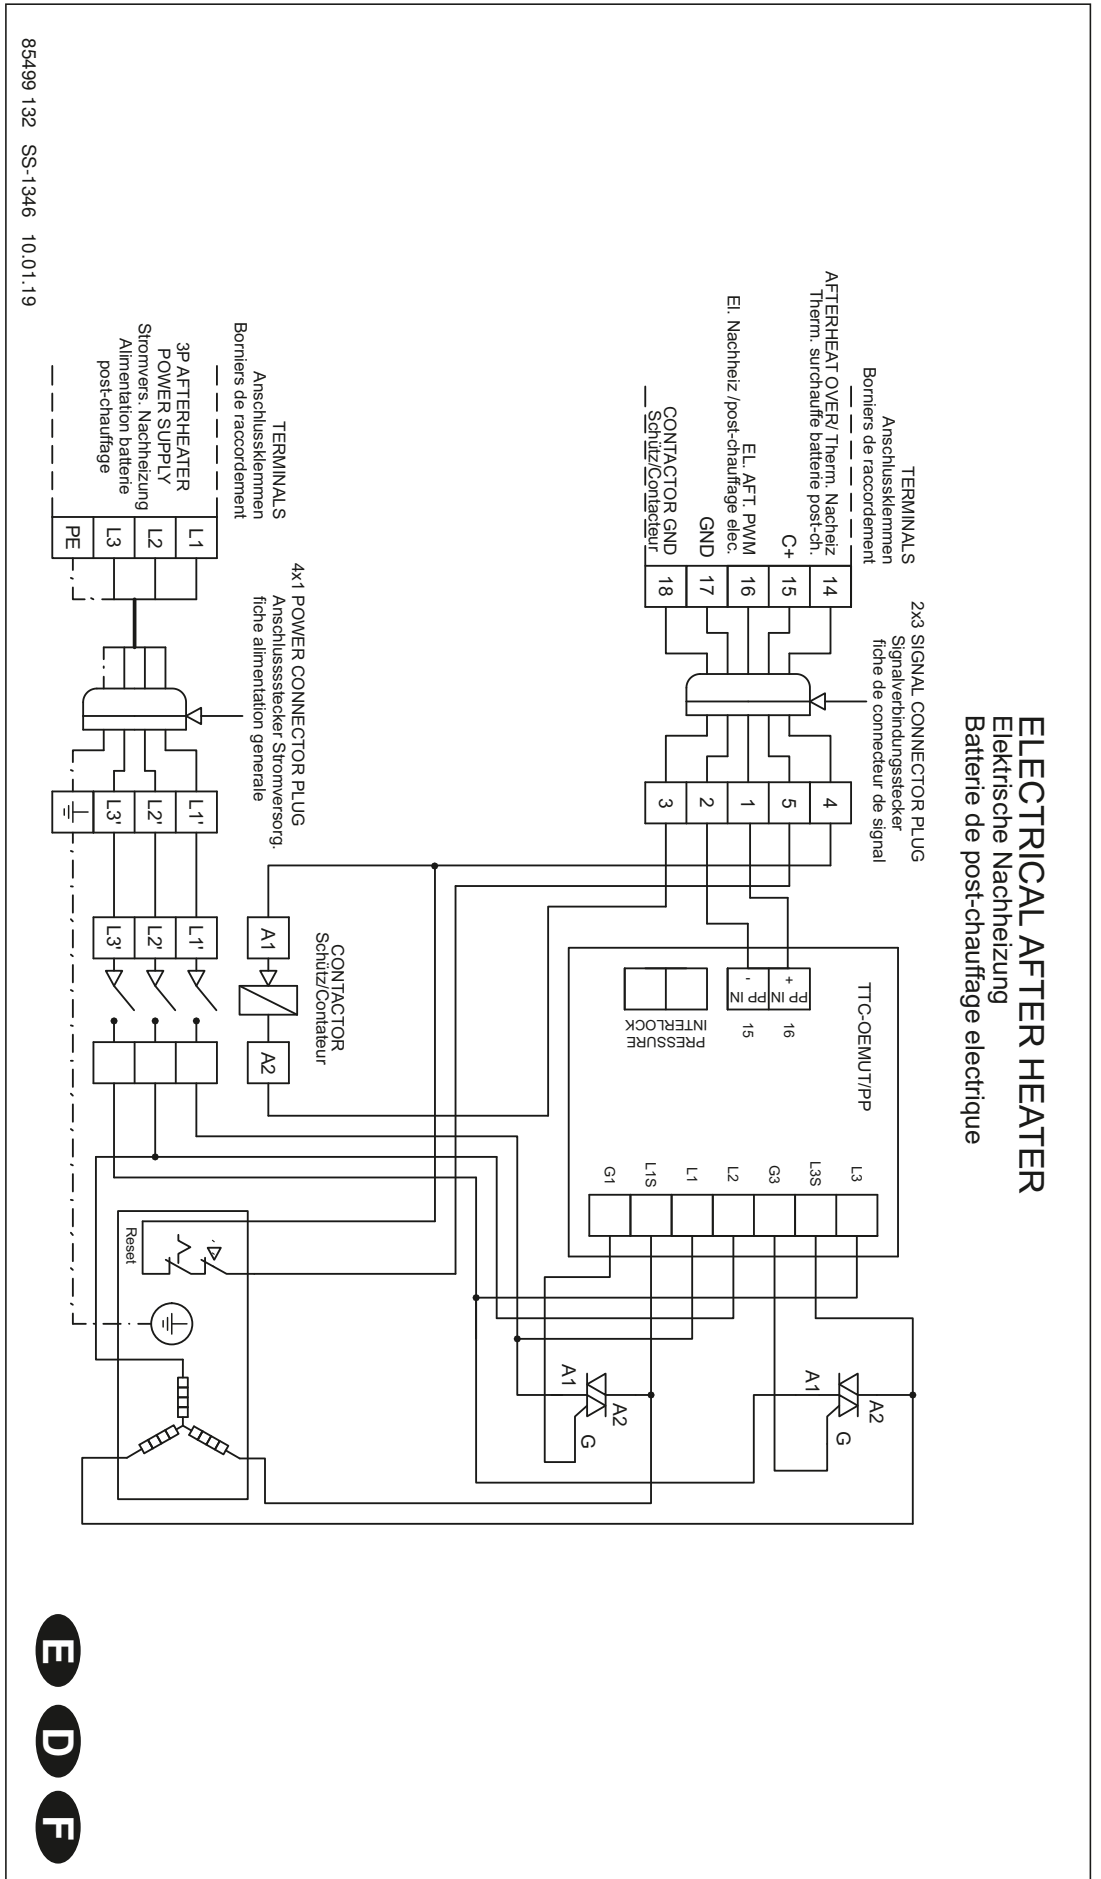 ELECTRICAL AFTER HEATER
Elektrische Nachheizung
Batterie de post-chauffage electrique
TERMINALS
Anschlussklemmen
Borniers de raccordement
2x3 SIGNAL CONNECTOR PLUG
Signalverbindungsstecker
fiche de connecteur de signal
AFTERHEAT OVER/ Therm. Nacheiz
Therm. surchauffe batterie post-ch.
C+
EL. AFT. PWM
El. Nachheiz /post-chauffage elec.
GND
CONTACTOR GND
Schütz/Contacteur
14
15
16
17
18
4
5
1
2
3
TTC-OEMUT/PP
+
PP IN
-
PP IN
16
15
PRESSURE
INTERLOCK
L3
L3S
G3
L2
L1
L1S
G1
A1
A2
G
A1
A2
G
TERMINALS
Anschlussklemmen
Borniers de raccordement
4x1 POWER CONNECTOR PLUG
Anschlusssstecker Stromversorg.
fiche alimentation generale
CONTACTOR
Schütz/Contateur
A1
A2
3P AFTERHEATER
POWER SUPPLY
Stromvers. Nachheizung
Alimentation batterie
post-chauffage
L1
L2
L3
PE
L1'
L2'
L3'
L1'
L2'
L3'
Reset
85499 132 SS-1346 10.01.19
E D F